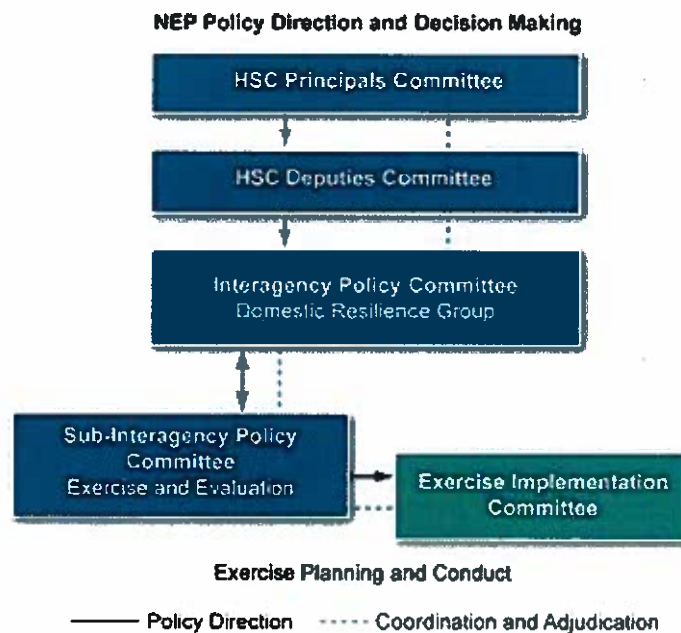 NEP Policy Direction and Decision Making
HSC Principals Committee
HSC Deputies Committee
Interagency Policy Committee
Domestic Resilience Group
Sub-Interagency Policy
Committee
Exercise and Evaluation
Exercise Implementation
Committee
Exercise Planning and Conduct
Policy Direction
Coordination and Adjudication